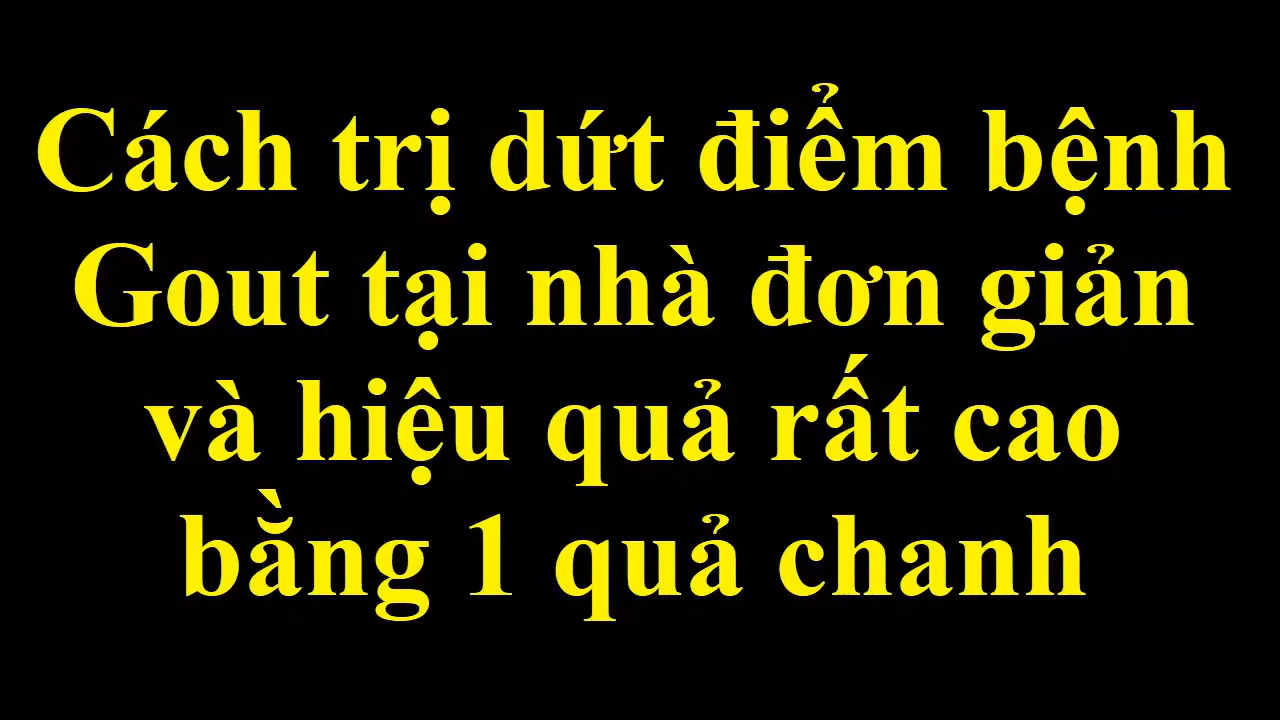 Cách trị dứt điểm bệnh
Gout tại nhà đơn giản
và hiệu quả rất cao
bằng 1 quả chanh